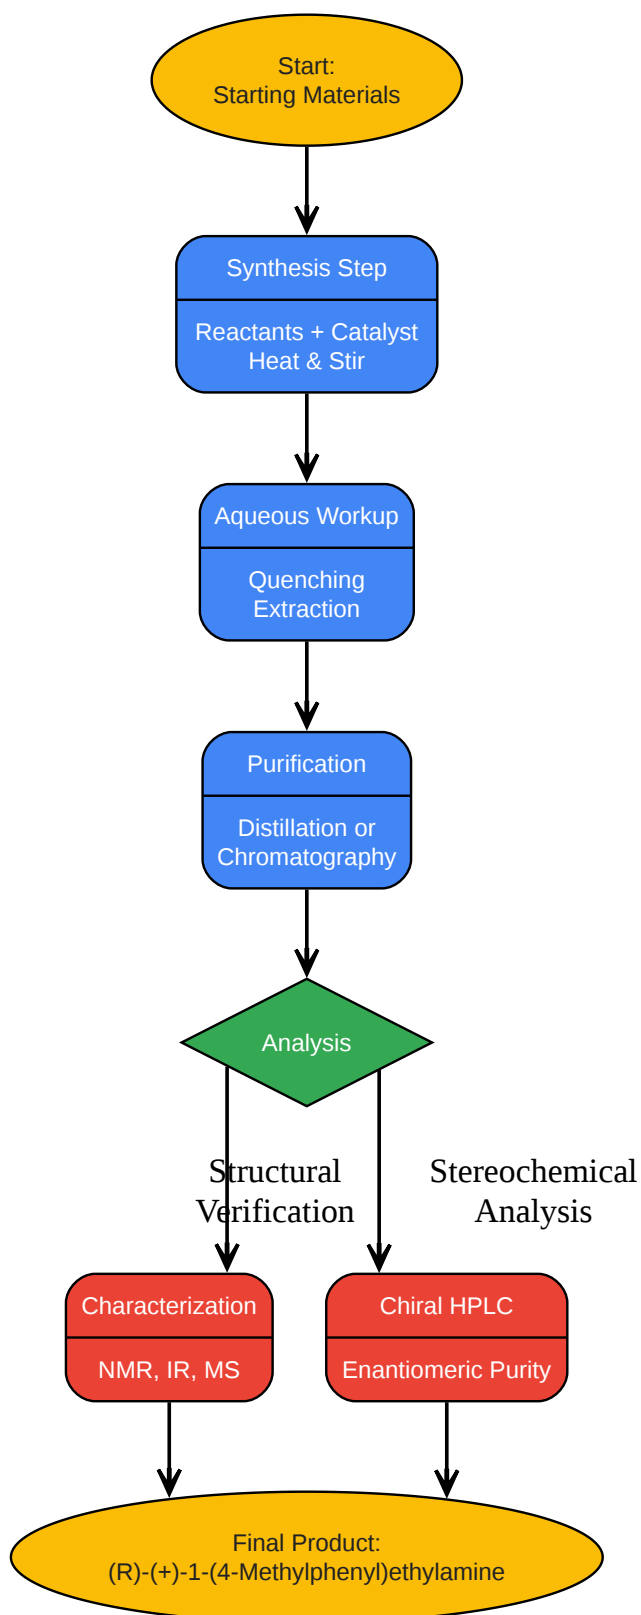 Start:
Starting Materials
Synthesis Step
Reactants + Catalyst
Heat & Stir
Aqueous Workup
Quenching
Extraction
Purification
Distillation or
Chromatography
Analysis
Structural
Verification
Stereochemical
Analysis
Characterization
NMR, IR, MS
Chiral HPLC
Enantiomeric Purity
Final Product:
(R)-(+)-1-(4-Methylphenyl)ethylamine